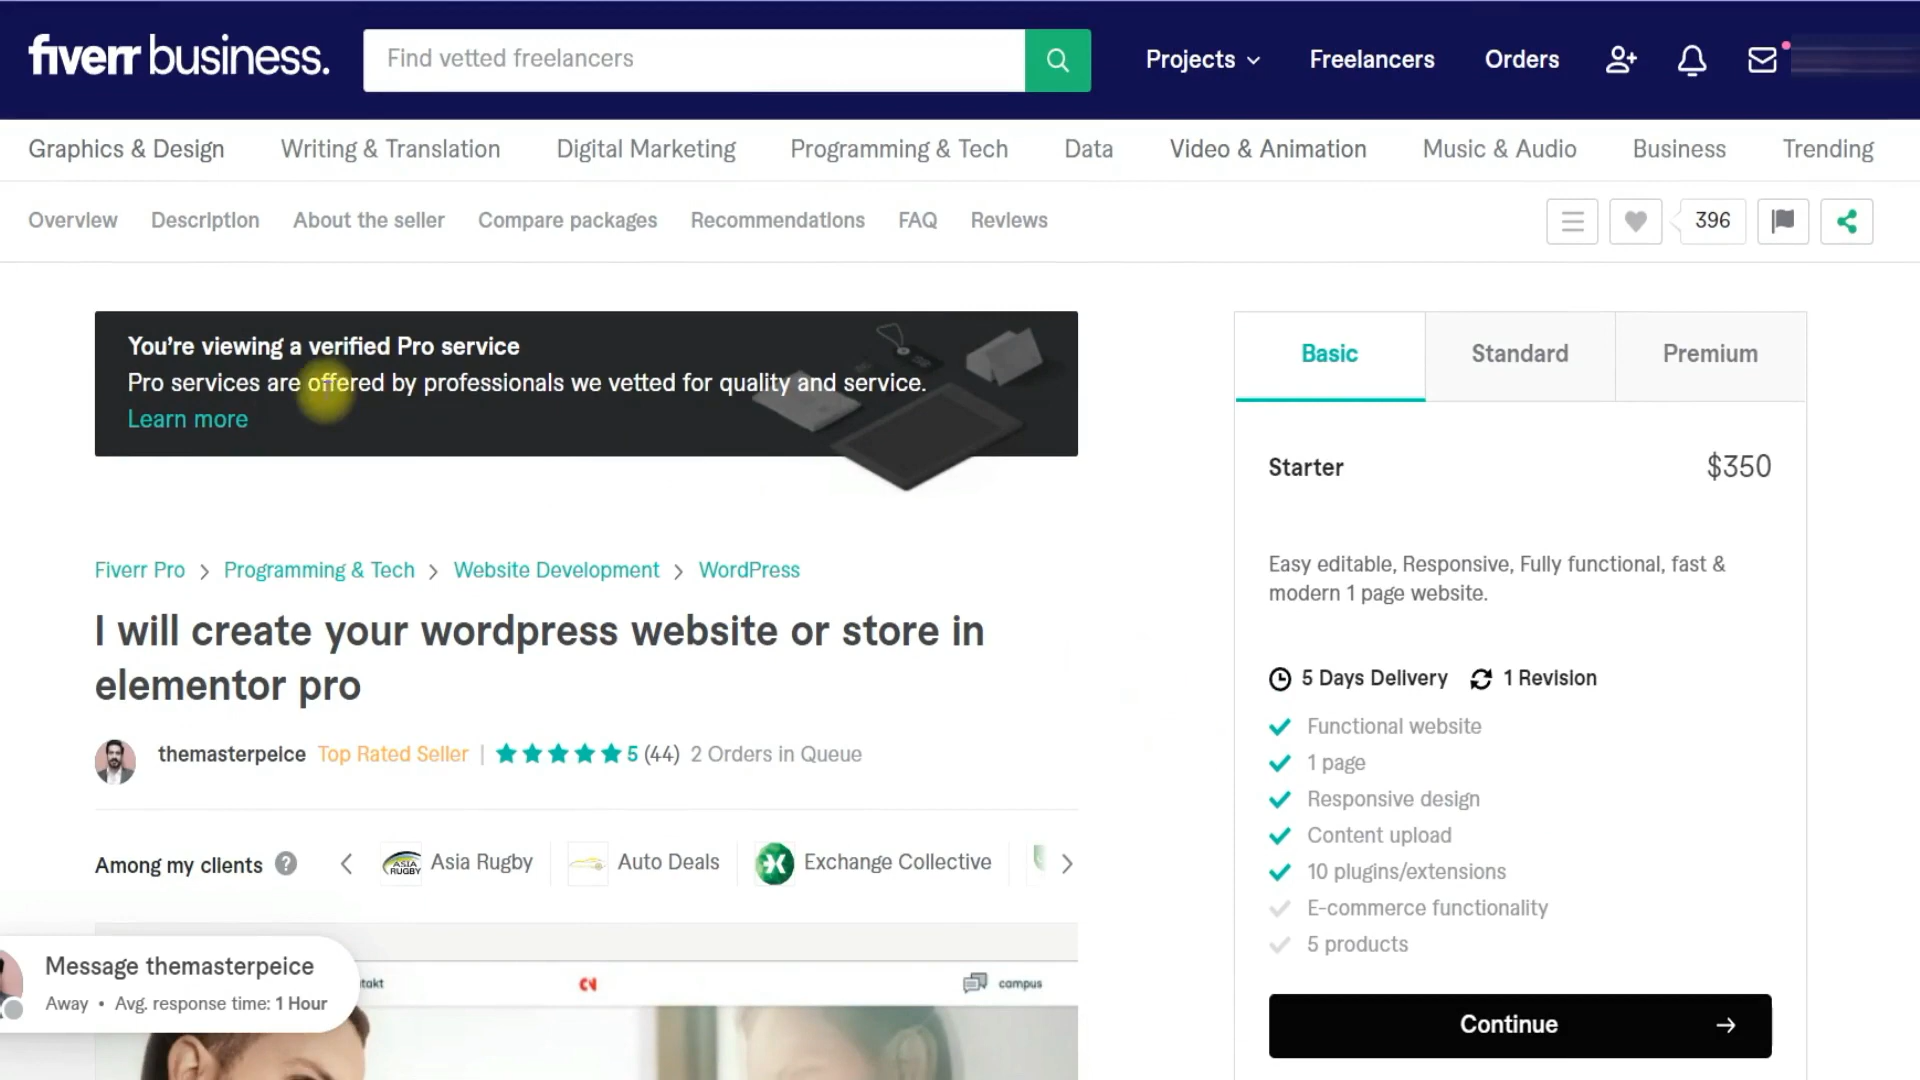 fiverr business.
Find vetted freelancers
Projects
Freelancers
Orders
Graphics & Design
Writing & Translation
Digital Marketing
Programming & Tech
Data
Video & Animation
Music & Audio
Business
Trending
Overview
Description
About the seller
Compare packages
Recommendations
FAQ
Reviews
396
You're viewing a verified Pro service
Pro services are offered by professionals we vetted for quality and service.
Learn more
Fiverr Pro > Programming & Tech > Website Development > WordPress
I will create your wordpress website or store in
elementor pro
themasterpeice Top Rated Seller | 5 (44) 2 Orders in Queue
Among my clients ?
ASIA RUGBY
Asia Rugby
Auto Deals
Exchange Collective
Message themasterpeice
Away • Avg. response time: 1 Hour
campus
Basic
Standard
Premium
Starter
$350
Easy editable, Responsive, Fully functional, fast &
modern 1 page website.
5 Days Delivery
1 Revision
Functional website
1 page
Responsive design
Content upload
10 plugins/extensions
E-commerce functionality
5 products
Continue